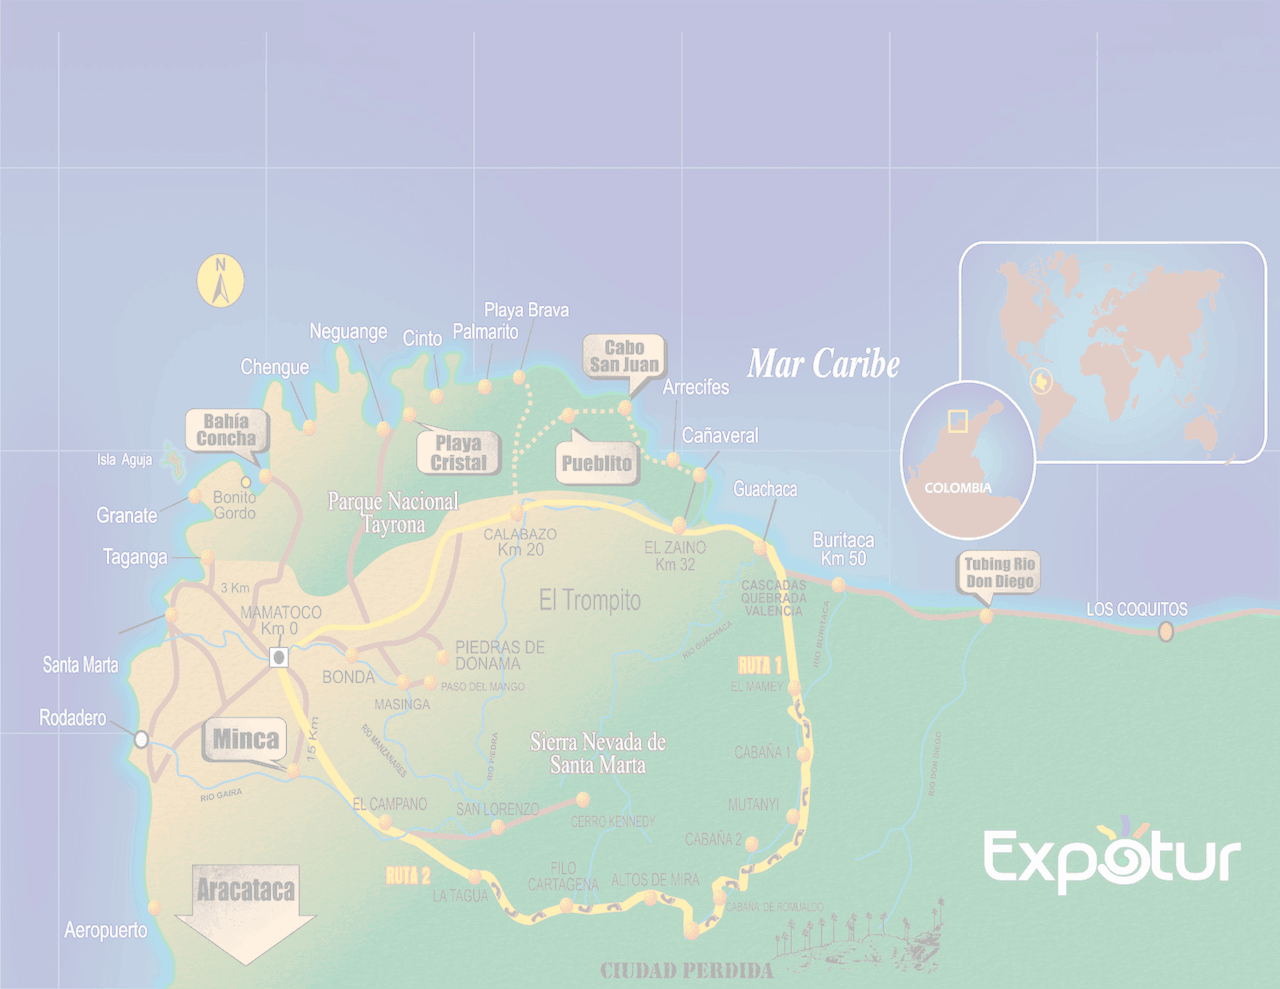 N
Playa Brava
Neguange
Cinto
Palmarito
Cabo
San Juan
Mar Caribe
Chengue
Arrecifes
Bahía
Concha
Playa
Cristal
Cañaveral
Isla Aguja
Pueblito
Guachaca
COLOMBIA
Bonito
Gordo
Parque Nacional
Tayrona
Granate
CALABAZO
Km 20
EL ZAINO
Km 32
Buritaca
Km 50
Taganga
Tubing Rio
Don Diego
3 Km
CASCADAS
QUEBRADA
VALENCIA
El Trompito
MAMATOCO
Km 0
LOS COQUITOS
RIO GUACHACA
RIO BURITACA
PIEDRAS DE
DONAMA
Santa Marta
RUTA 1
BONDA
PASO DEL MANGO
EL MAMEY
MASINGA
Rodadero
Minca
15 Km
RIO MANZANARES
RIO PIEDRA
Sierra Nevada de
Santa Marta
CABAÑA 1
RIO DON DIEGO
RIO GAIRA
EL CAMPANO
SAN LORENZO
CERRO KENNEDY
MUTANYI
CABAÑA 2
Expotur
RUTA 2
FILO
CARTAGENA
ALTOS DE MIRA
LA TAGUA
Aracataca
CABAÑA DE ROMUALDO
Aeropuerto
CIUDAD PERDIDA